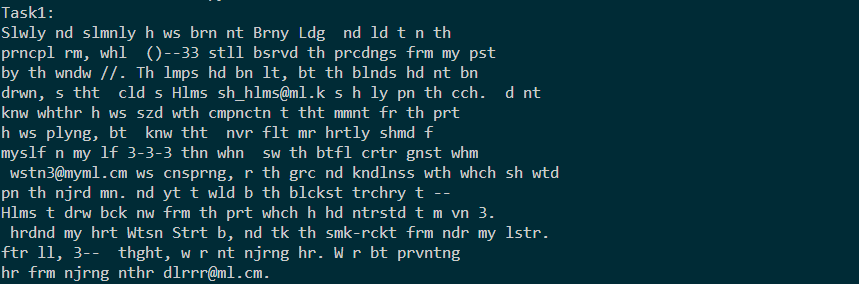 Task1:
Slwly nd slmnly h ws brn nt Brny Ldg  nd ld t n th
prncpl rm, whl  ()--33 stll bsrvd th prcdngs frm my pst
by th wndw //. Th lmps hd bn lt, bt th blnds hd nt bn
drwn, s tht  cld s Hlms sh_hlms@ml.k s h ly pn th cch.  d nt
knw whthr h ws szd wth cmpnctn t tht mmnt fr th prt
h ws plyng, bt  knw tht  nvr flt mr hrtly shmd f
myslf n my lf 3-3-3 thn whn  sw th btfl crtr gnst whm
 wstn3@myml.cm ws cnsprng, r th grc nd kndlnss wth whch sh wtd
pn th njrd mn. nd yt t wld b th blckst trchry t --
Hlms t drw bck nw frm th prt whch h hd ntrstd t m vn 3.
 hrdnd my hrt Wtsn Strt b, nd tk th smk-rckt frm ndr my lstr.
ftr ll, 3--  thght, w r nt njrng hr. W r bt prvntng
hr frm njrng nthr dlrrr@ml.cm.